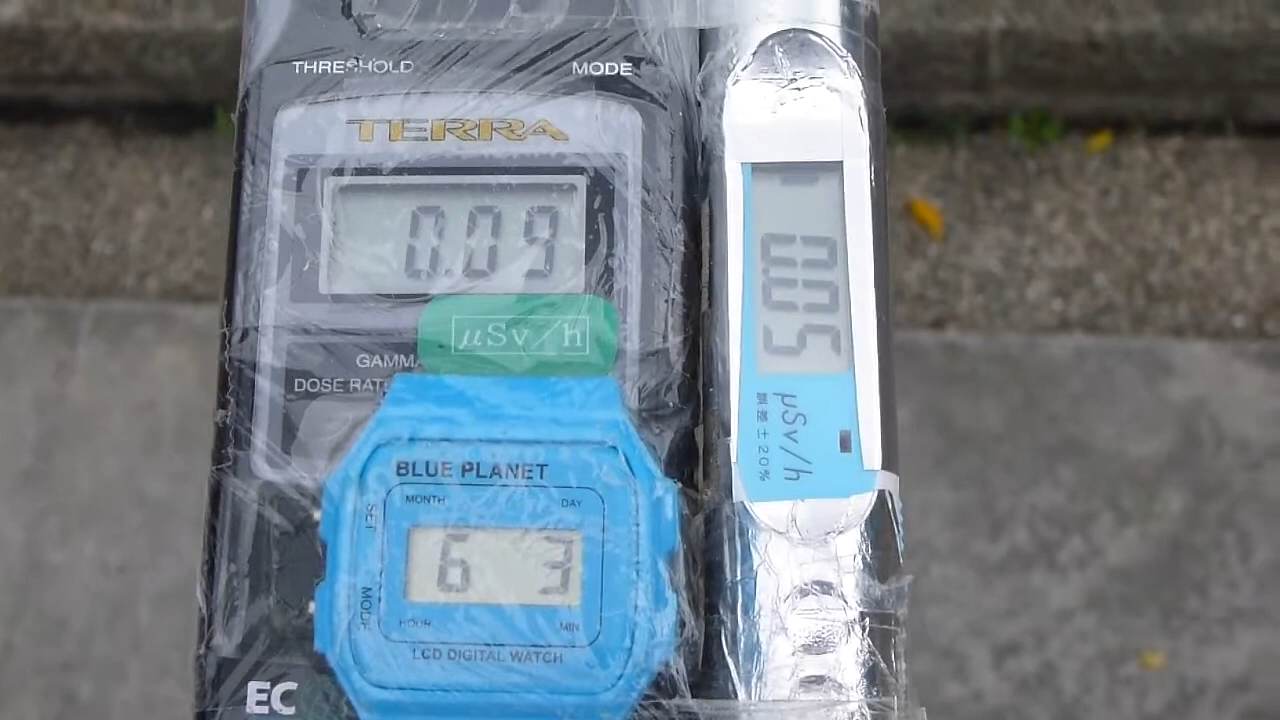 THRESHOLD
MODE
TERRA
0.09
μSv/h
GAMMA
DOSE RAT
BLUE PLANET
MONTH
DAY
6 3
HOUR
MIN
SET
MODE
LCD DIGITAL WATCH
EC
0.05
μSv/h
誤差±20%